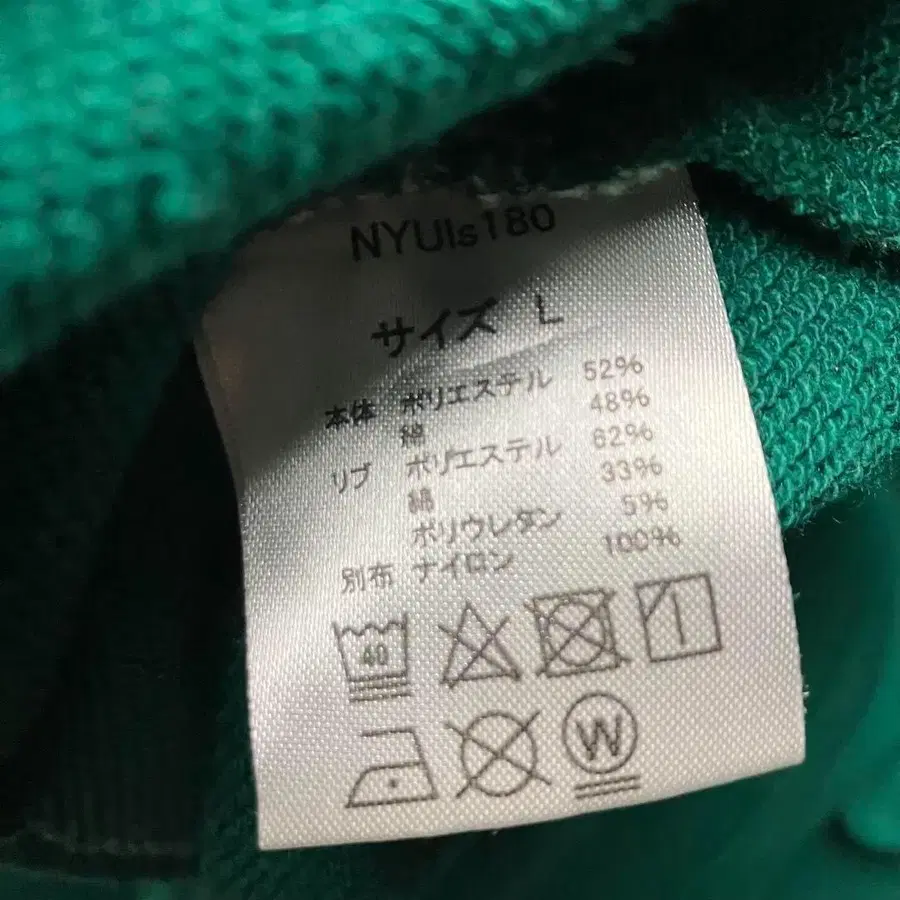 NYUIs180
サイズ L
本体 ポリエステル 52%
綿 48%
リブ ポリエステル 62%
綿 33%
ポリウレタン 5%
別布 ナイロン 100%
40
W